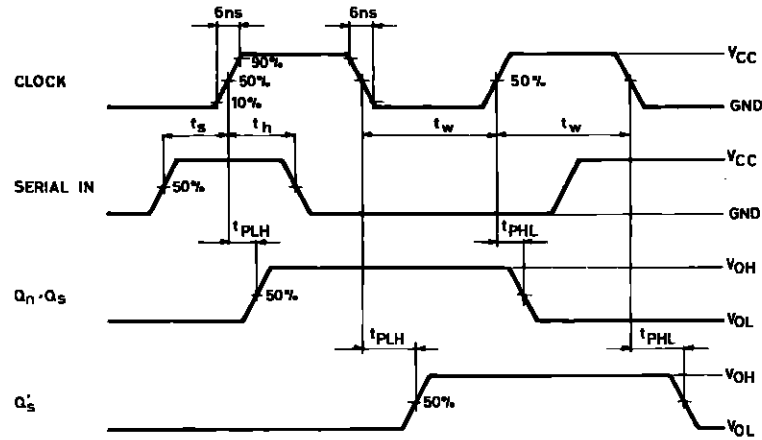 6ns
6ns
90%
50%
10%
50%
CLOCK
VCC
GND
ts
th
tw
tw
SERIAL IN
50%
VCC
GND
tPLH
tPHL
Qn,Qs
50%
VOH
VOL
tPLH
tPHL
Q's
50%
VOH
VOL